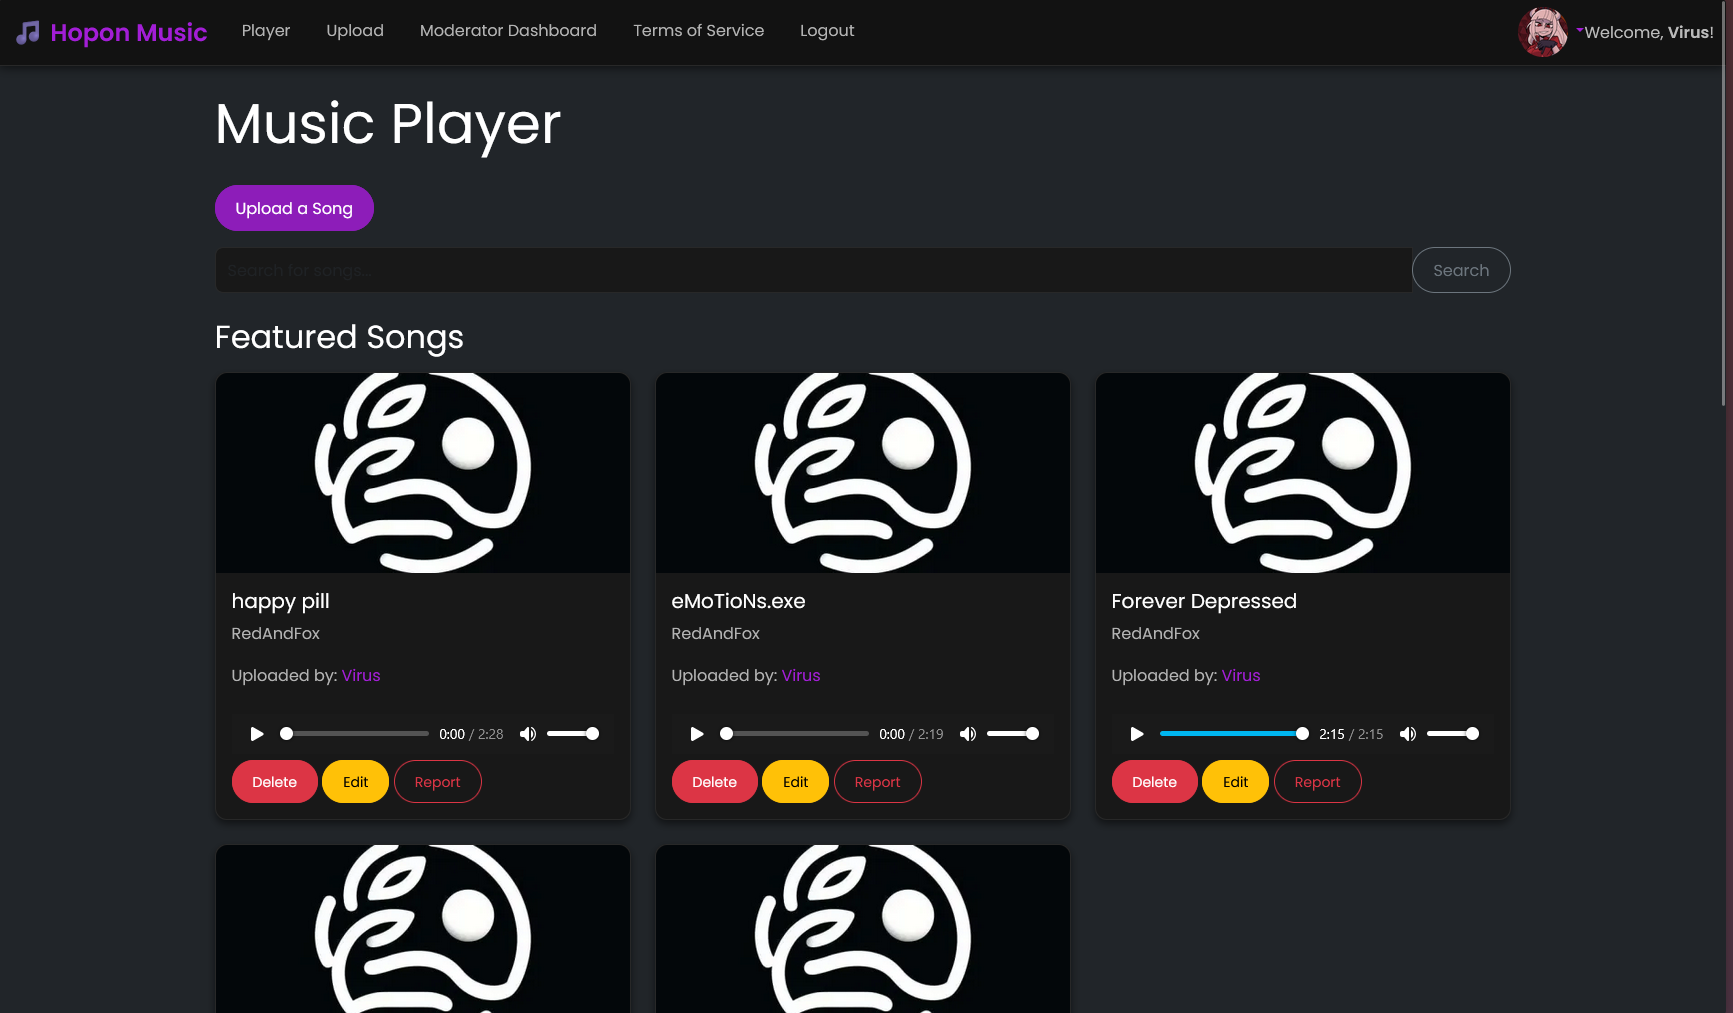 Hopon Music
Player
Upload
Moderator Dashboard
Terms of Service
Logout
Welcome, Virus!
Music Player
Upload a Song
Search for songs...
Search
Featured Songs
happy pill
RedAndFox
Uploaded by: Virus
0:00 / 2:28
Delete
Edit
Report
eMoTioNs.exe
RedAndFox
Uploaded by: Virus
0:00 / 2:19
Delete
Edit
Report
Forever Depressed
RedAndFox
Uploaded by: Virus
2:15 / 2:15
Delete
Edit
Report